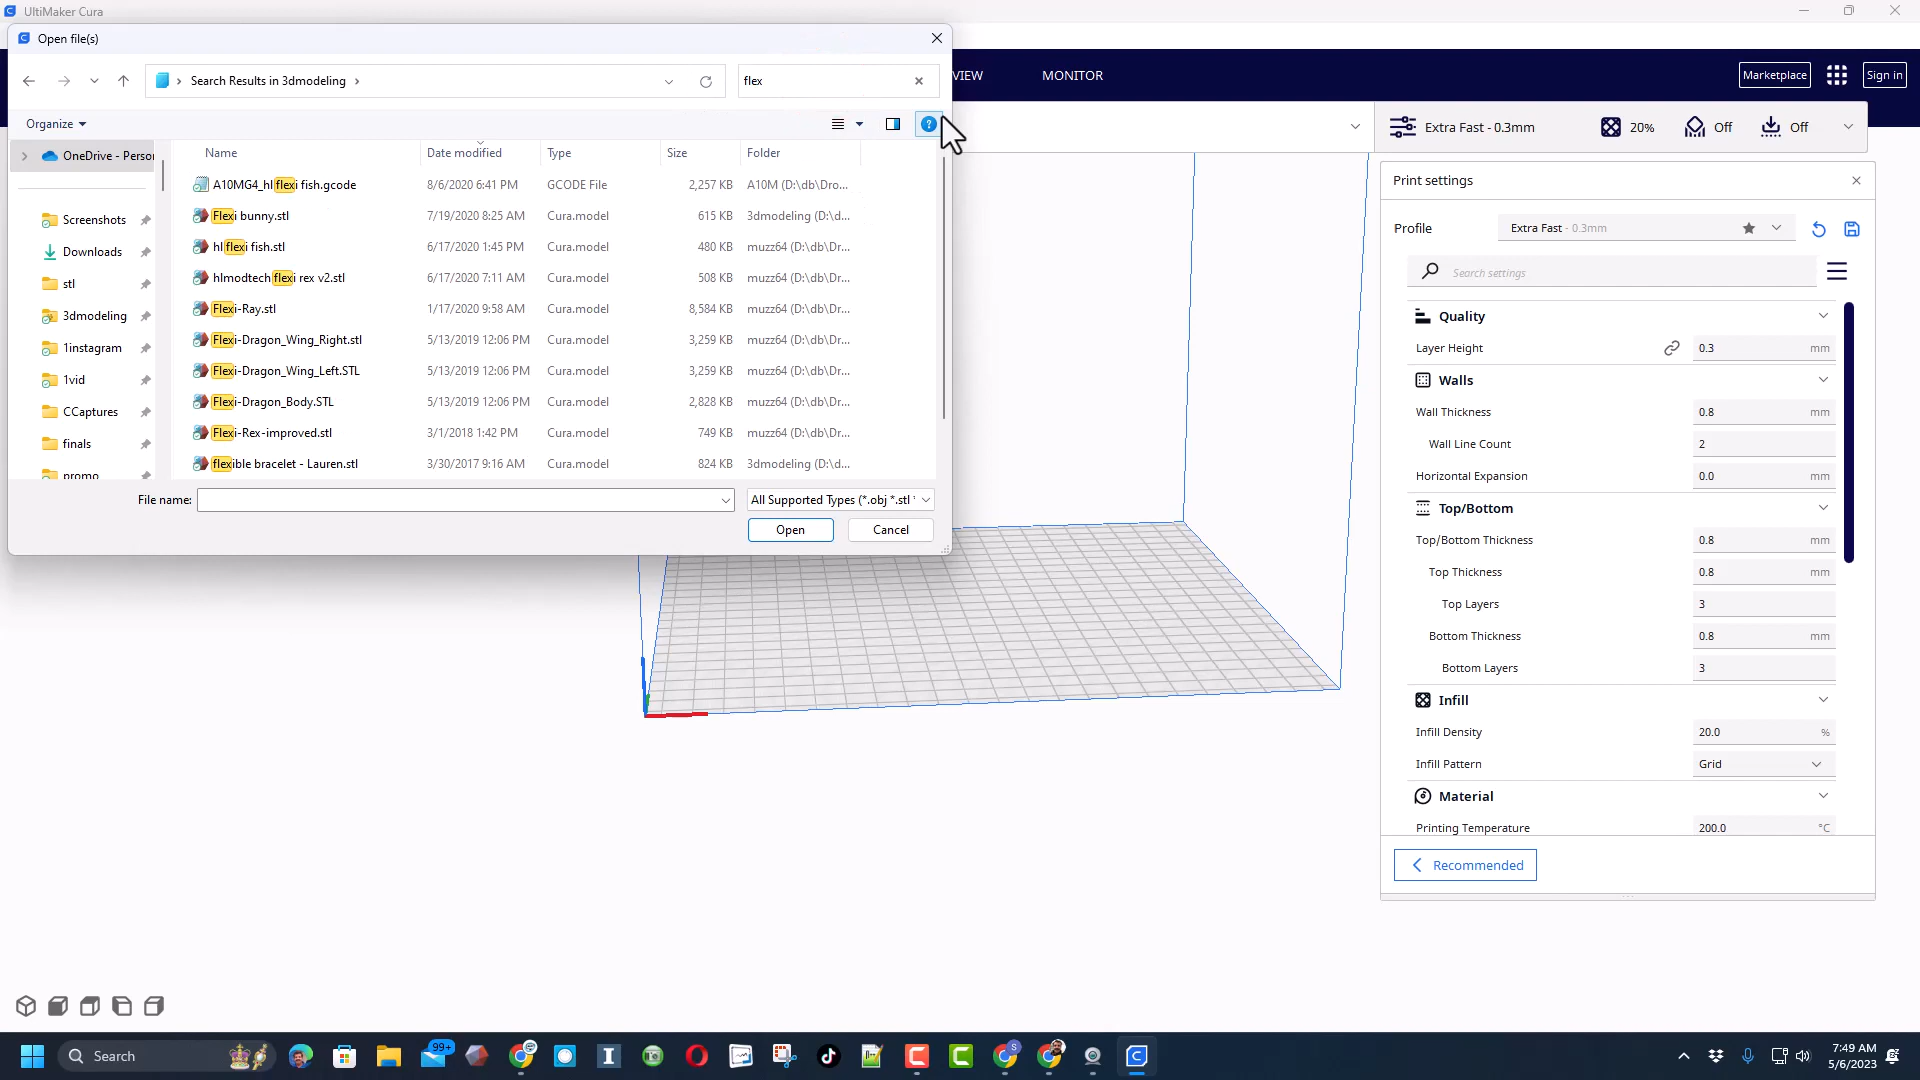 UltiMaker Cura
Open file(s)
Search Results in 3dmodeling
flex
VIEW
MONITOR
Marketplace
Sign in
Organize
Extra Fast - 0.3mm
20%
Off
Off
OneDrive - Person
Name
Date modified
Type
Size
Folder
A10MG4_hl flexi fish.gcode 8/6/2020 6:41 PM GCODE File 2,257 KB A10M (D:\db\Dro...
Flexi bunny.stl 7/19/2020 8:25 AM Cura.model 615 KB 3dmodeling (D:\d...
hl flexi fish.stl 6/17/2020 1:45 PM Cura.model 480 KB muzz64 (D:\db\Dr...
hlmodtech flexi rex v2.stl 6/17/2020 7:11 AM Cura.model 508 KB muzz64 (D:\db\Dr...
Flexi-Ray.stl 1/17/2020 9:58 AM Cura.model 8,584 KB muzz64 (D:\db\Dr...
Flexi-Dragon_Wing_Right.stl 5/13/2019 12:06 PM Cura.model 3,259 KB muzz64 (D:\db\Dr...
Flexi-Dragon_Wing_Left.STL 5/13/2019 12:06 PM Cura.model 3,259 KB muzz64 (D:\db\Dr...
Flexi-Dragon_Body.STL 5/13/2019 12:06 PM Cura.model 2,828 KB muzz64 (D:\db\Dr...
Flexi-Rex-improved.stl 3/1/2018 1:42 PM Cura.model 749 KB muzz64 (D:\db\Dr...
flexible bracelet - Lauren.stl 3/30/2017 9:16 AM Cura.model 824 KB 3dmodeling (D:\d...
Screenshots
Downloads
stl
3dmodeling
1instagram
1vid
CCaptures
finals
promo
File name:
All Supported Types (*.obj *.stl *
Open
Cancel
Print settings
Profile
Extra Fast - 0.3mm
Search settings
Quality
Layer Height 0.3 mm
Walls
Wall Thickness 0.8 mm
Wall Line Count 2
Horizontal Expansion 0.0 mm
Top/Bottom
Top/Bottom Thickness 0.8 mm
Top Thickness 0.8 mm
Top Layers 3
Bottom Thickness 0.8 mm
Bottom Layers 3
Infill
Infill Density 20.0 %
Infill Pattern Grid
Material
Printing Temperature 200.0 °C
Recommended
Search
99+
7:49 AM
5/6/2023